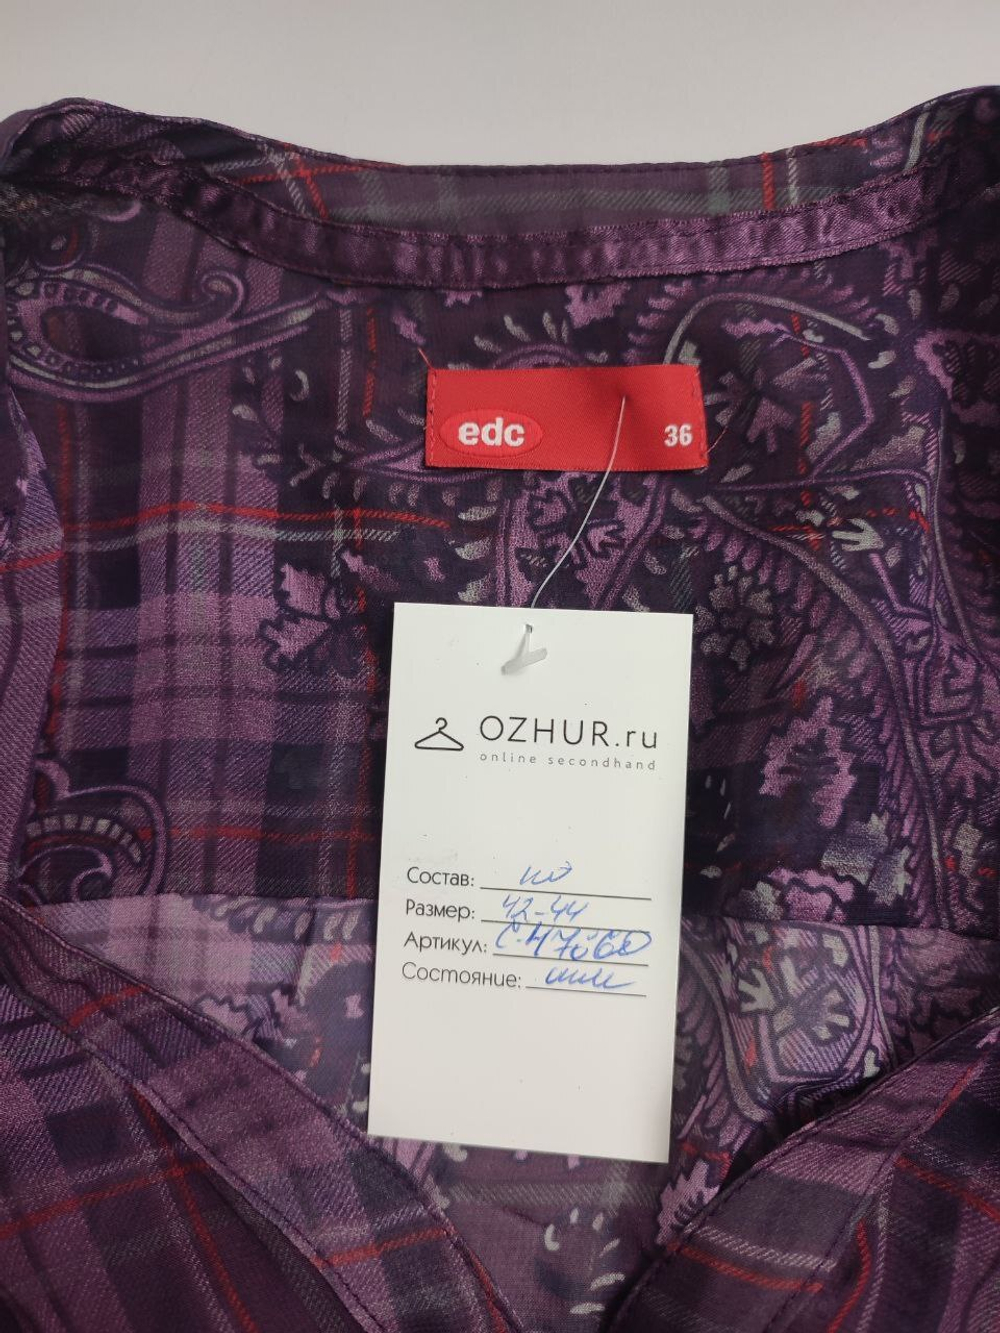 edc
36
OZHUR.ru
online secondhand
Состав:
Размер: 42-44
Артикул:
Состояние: